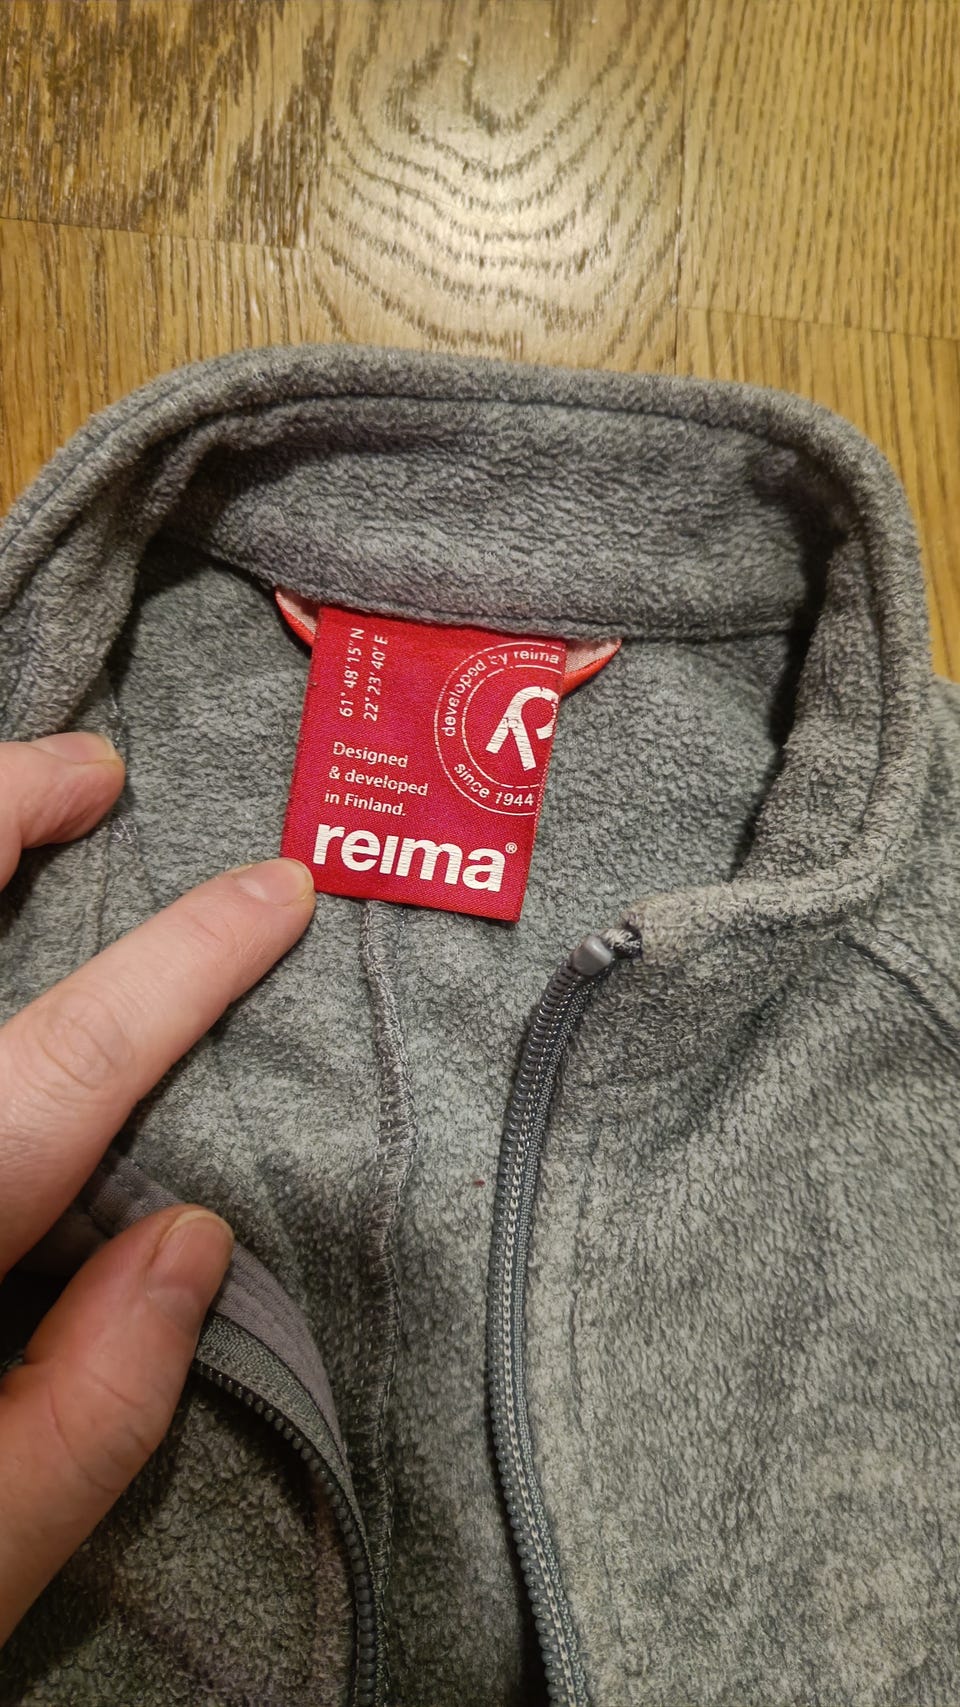 61° 48' 15" N
22° 23' 40" E
developed by reima
since 1944
Designed
& developed
in Finland.
reima®